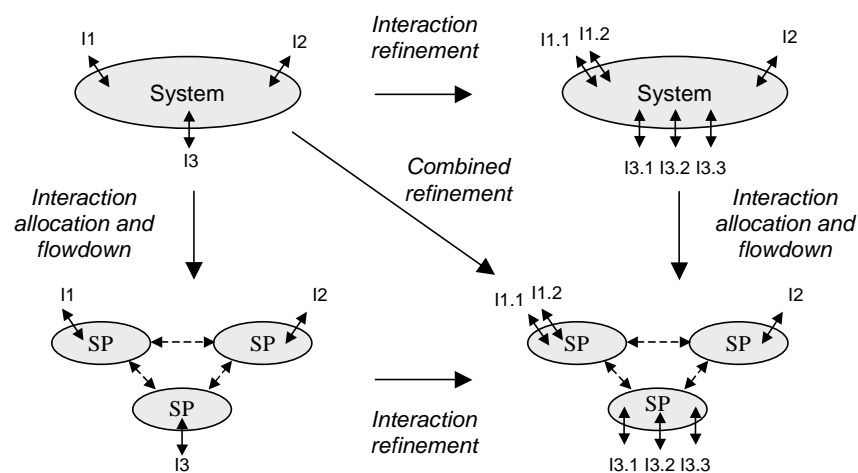 I1
I2
Interaction
refinement
I1.1
I1.2
I2
System
System
I3
Combined
refinement
I3.1
I3.2
I3.3
Interaction
allocation and
flowdown
Interaction
allocation and
flowdown
I1
I2
I1.1
I1.2
I2
SP
SP
SP
SP
SP
SP
Interaction
refinement
I3
I3.1
I3.2
I3.3